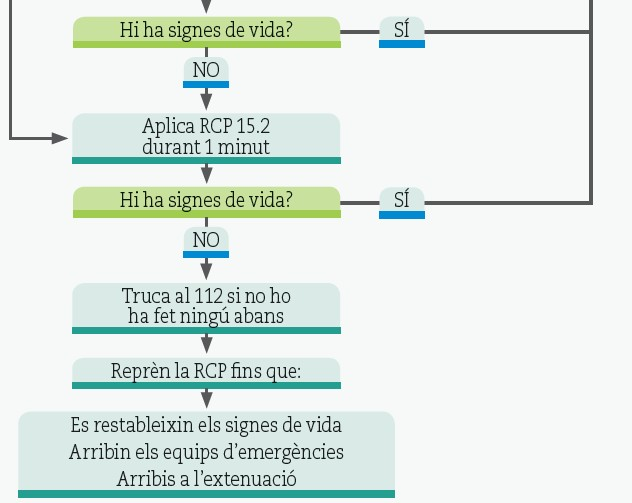 Hi ha signes de vida?
SÍ
NO
Aplica RCP 15.2
durant 1 minut
Hi ha signes de vida?
SÍ
NO
Truca al 112 si no ho
ha fet ningú abans
Reprèn la RCP fins que:
Es restableixin els signes de vida
Arribin els equips d'emergències
Arribis a l'extenuació